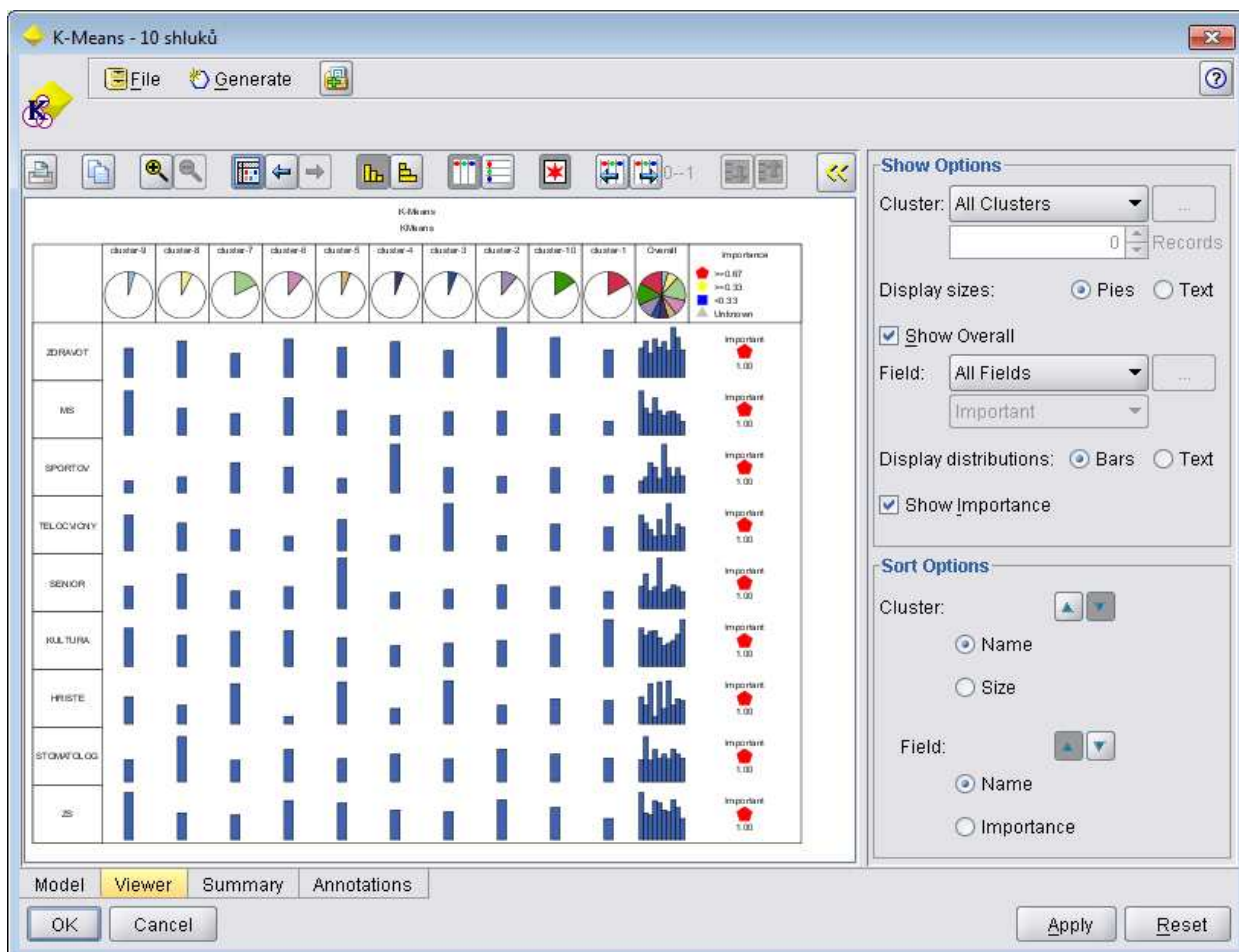 K-Means - 10 shluků
File Generate
0--1
K-Means
KMeans
cluster-9 cluster-8 cluster-7 cluster-6 cluster-5 cluster-4 cluster-3 cluster-2 cluster-10 cluster-1 Overall Importance
>=0.67
>=0.33
<0.33
Unknown
ZDRAVOT Important
1.00
MS Important
1.00
SPORTOV Important
1.00
TELOCVICNY Important
1.00
SENIOR Important
1.00
KULTURA Important
1.00
HRISTE Important
1.00
STOMATOLOG Important
1.00
ZS Important
1.00
Show Options
Cluster: All Clusters ...
0 Records
Display sizes: Pies Text
Show Overall
Field: All Fields ...
Important
Display distributions: Bars Text
Show Importance
Sort Options
Cluster:
Name
Size
Field:
Name
Importance
Model Viewer Summary Annotations
OK Cancel Apply Reset